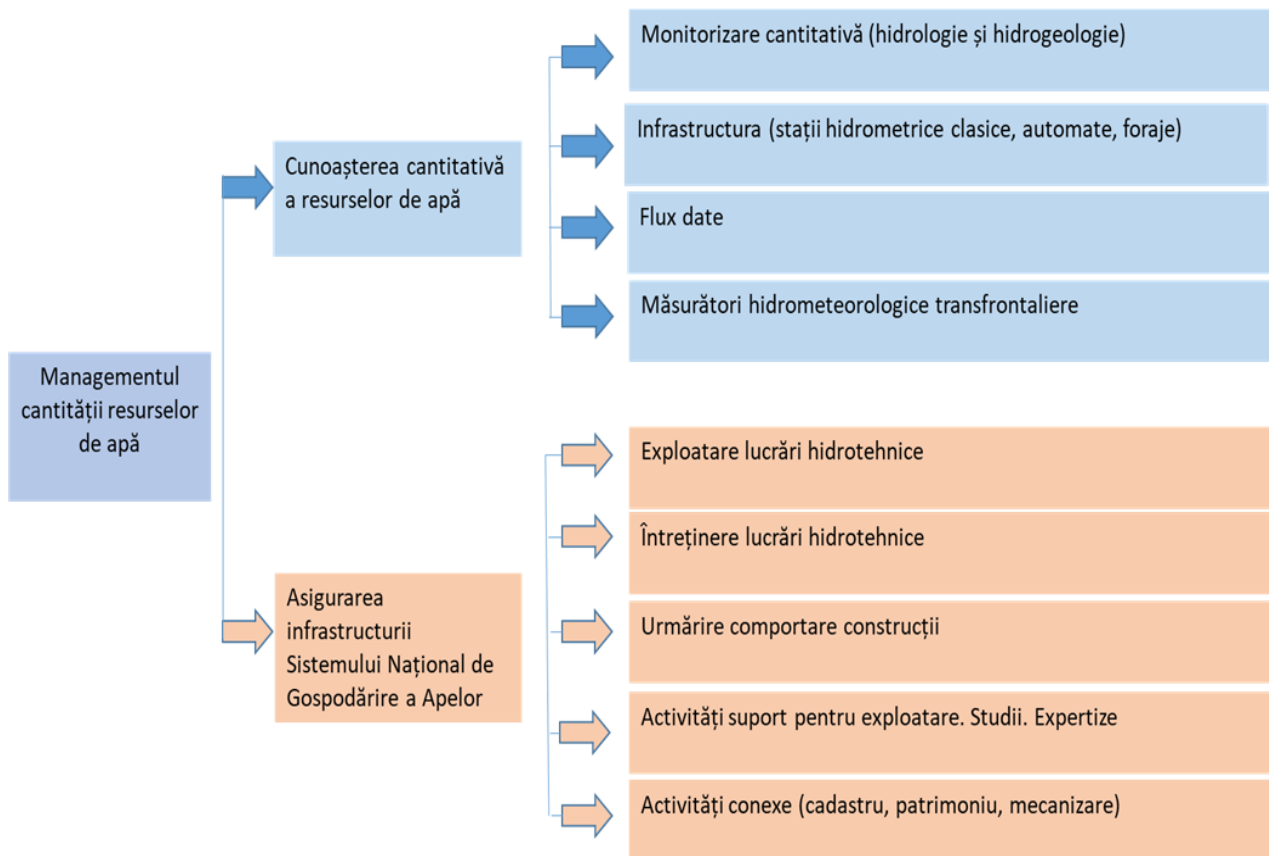 Managementul
cantității resurselor
de apă
Cunoașterea cantitativă
a resurselor de apă
Monitorizare cantitativă (hidrologie și hidrogeologie)
Infrastructura (stații hidrometrice clasice, automate, foraje)
Flux date
Măsurători hidrometeorologice transfrontaliere
Asigurarea
infrastructurii
Sistemului Național de
Gospodărire a Apelor
Exploatare lucrări hidrotehnice
Întreținere lucrări hidrotehnice
Urmărire comportare construcții
Activități suport pentru exploatare. Studii. Expertize
Activități conexe (cadastru, patrimoniu, mecanizare)